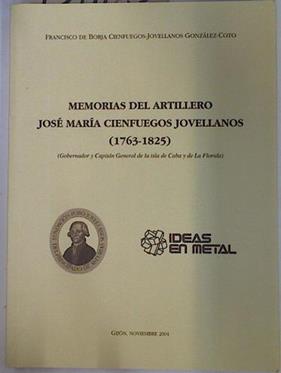 FRANCISCO DE BORJA CIENFUEGOS-JOVELLANOS GONZÁLEZ-COTO
MEMORIAS DEL ARTILLERO
JOSÉ MARÍA CIENFUEGOS JOVELLANOS
(1763-1825)
(Gobernador y Capitán General de la isla de Cuba y de La Florida)
IDEAS
EN METAL
GIJÓN, NOVIEMBRE 2004